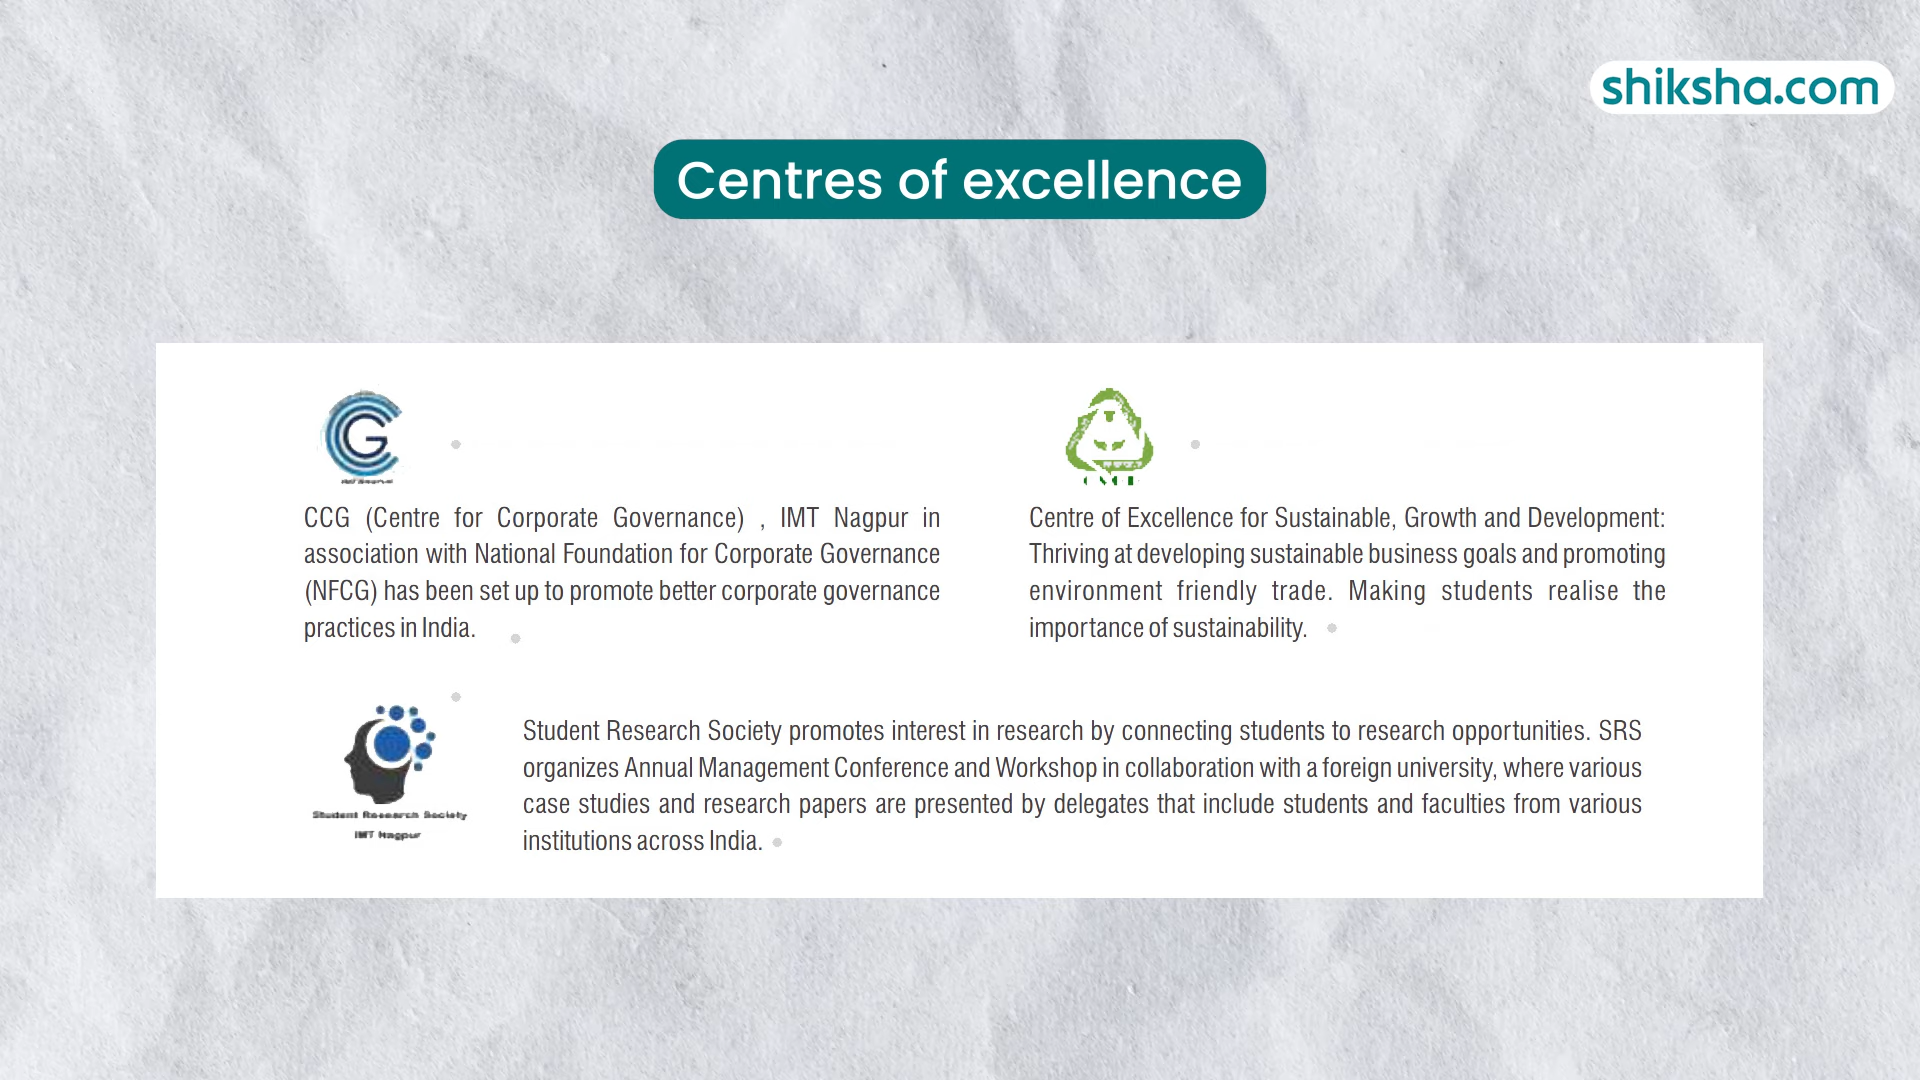 shiksha.com
Centres of excellence
CCG (Centre for Corporate Governance) , IMT Nagpur in
association with National Foundation for Corporate Governance
(NFCG) has been set up to promote better corporate governance
practices in India.
Centre of Excellence for Sustainable, Growth and Development:
Thriving at developing sustainable business goals and promoting
environment friendly trade. Making students realise the
importance of sustainability.
Student Research Society
IMT Nagpur
Student Research Society promotes interest in research by connecting students to research opportunities. SRS
organizes Annual Management Conference and Workshop in collaboration with a foreign university, where various
case studies and research papers are presented by delegates that include students and faculties from various
institutions across India.